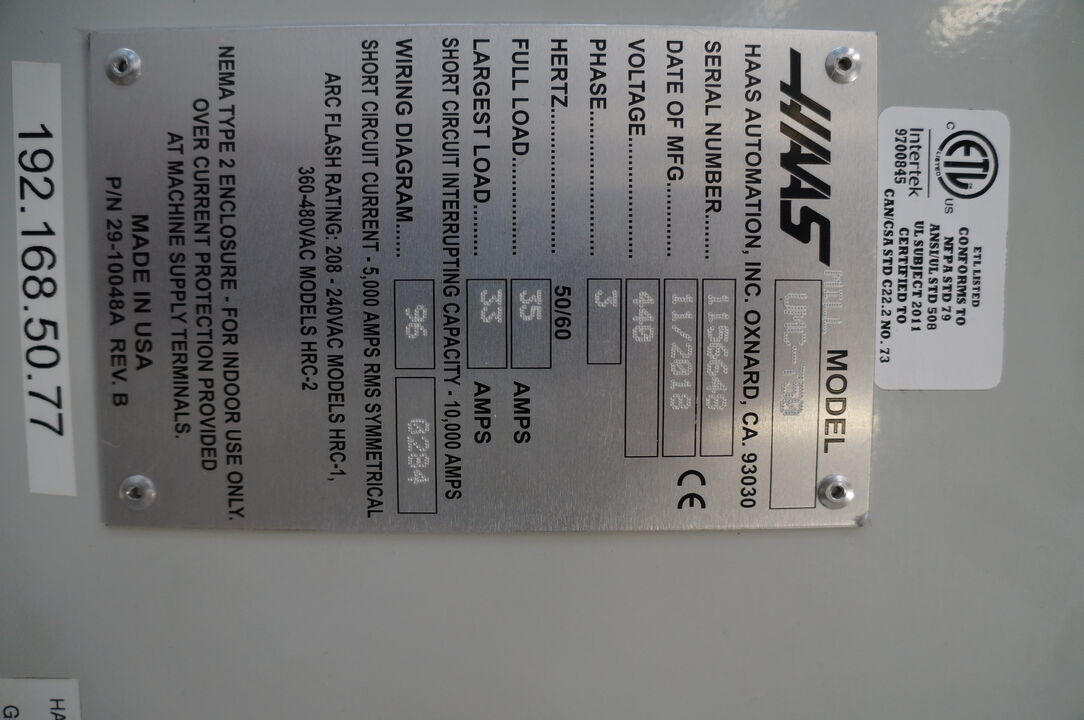 C ETL US
LISTED
Intertek
9700845
ETL LISTED
CONFORMS TO
NFPA STD 79
ANSI/UL STD 508
UL SUBJECT 2011
CERTIFIED TO
CAN/CSA STD C22.2 NO. 73
HAAS MODEL
UMC-750
HAAS AUTOMATION, INC. OXNARD, CA. 93030
SERIAL NUMBER...... 1156648
DATE OF MFG.......... 11/2018
CE
VOLTAGE................. 440
PHASE..................... 3
HERTZ..................... 50/60
FULL LOAD.............. 35 AMPS
LARGEST LOAD....... 33 AMPS
SHORT CIRCUIT INTERRUPTING CAPACITY - 10,000 AMPS
WIRING DIAGRAM..... 96 0284
SHORT CIRCUIT CURRENT - 5,000 AMPS RMS SYMMETRICAL
ARC FLASH RATING: 208 - 240VAC MODELS HRC-1,
360-480VAC MODELS HRC-2
NEMA TYPE 2 ENCLOSURE - FOR INDOOR USE ONLY.
OVER CURRENT PROTECTION PROVIDED
AT MACHINE SUPPLY TERMINALS.
MADE IN USA
P/N 29-10048A REV. B
192.168.50.77
HA
G